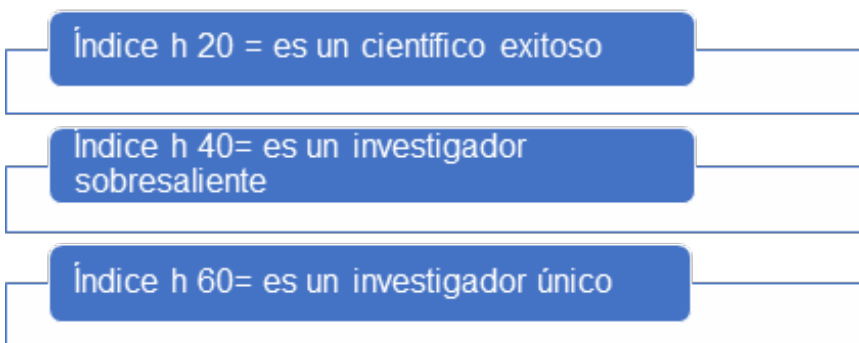 Índice h 20 = es un científico exitoso
Índice h 40= es un investigador
sobresaliente
Índice h 60= es un investigador único